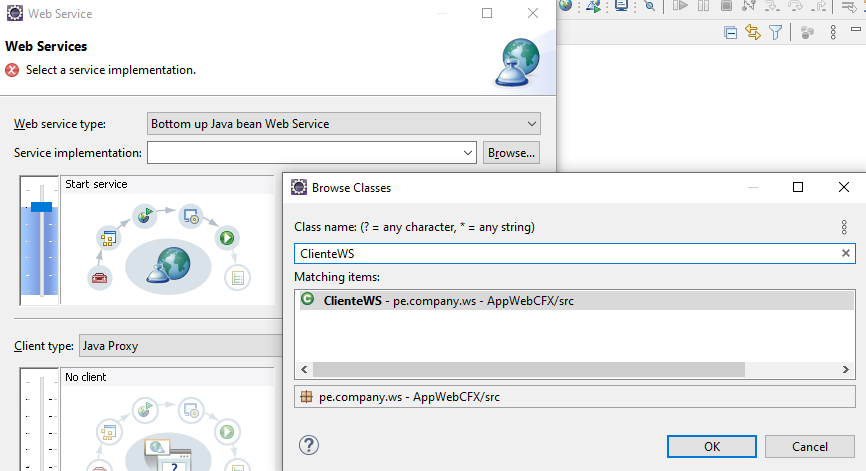 Web Service
Web Services
Select a service implementation.
Web service type: Bottom up Java bean Web Service
Service implementation: Browse...
Start service
Client type: Java Proxy
No client
?
Browse Classes
Class name: (? = any character, * = any string)
ClienteWS
Matching items:
C ClienteWS - pe.company.ws - AppWebCFX/src
pe.company.ws - AppWebCFX/src
? OK Cancel